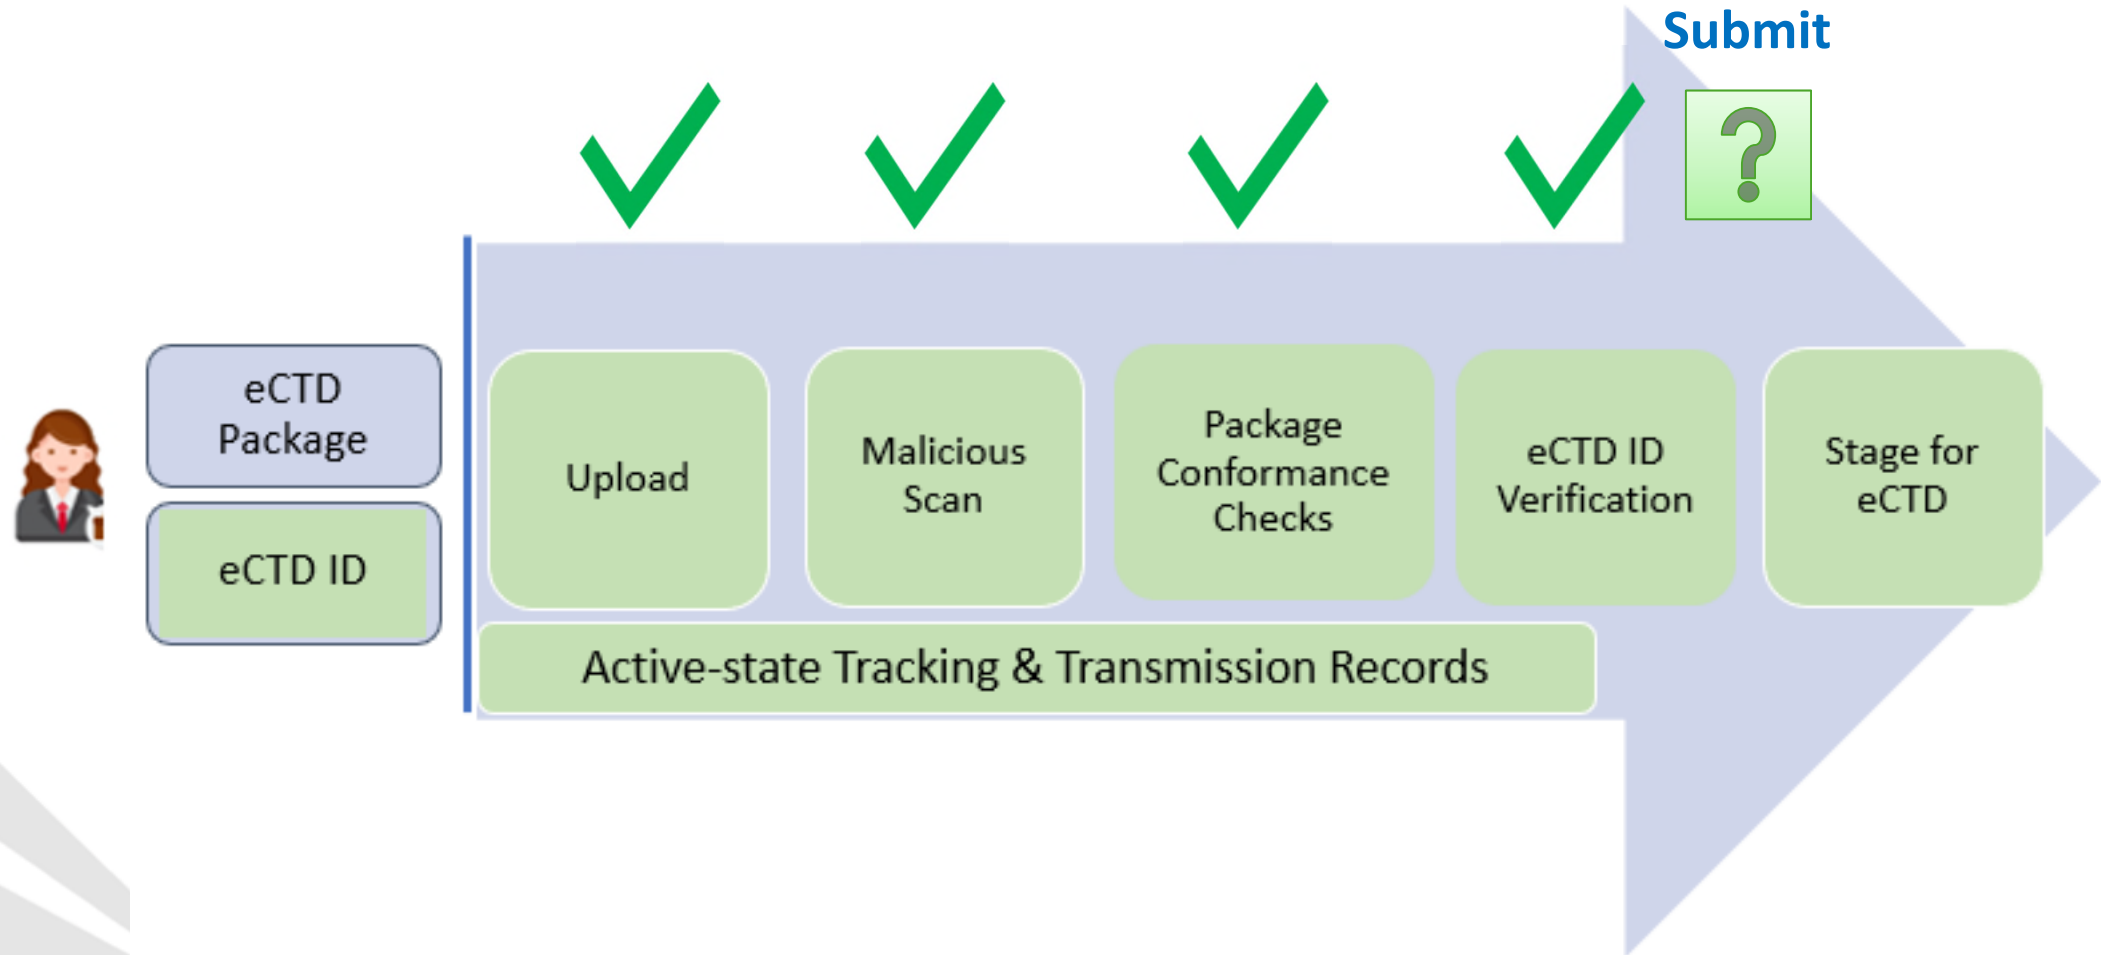 Submit
?
eCTD
Package
eCTD ID
Upload
Malicious
Scan
Package
Conformance
Checks
eCTD ID
Verification
Stage for
eCTD
Active-state Tracking & Transmission Records